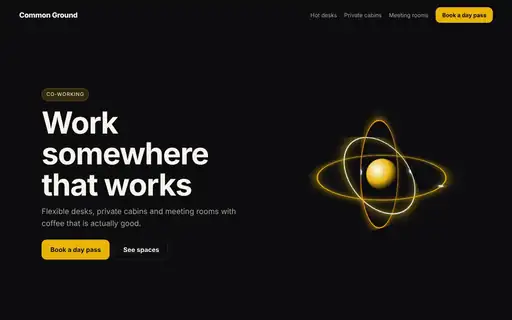 Common Ground
Hot desks
Private cabins
Meeting rooms
Book a day pass
CO-WORKING
Work
somewhere
that works
Flexible desks, private cabins and meeting rooms with
coffee that is actually good.
Book a day pass
See spaces